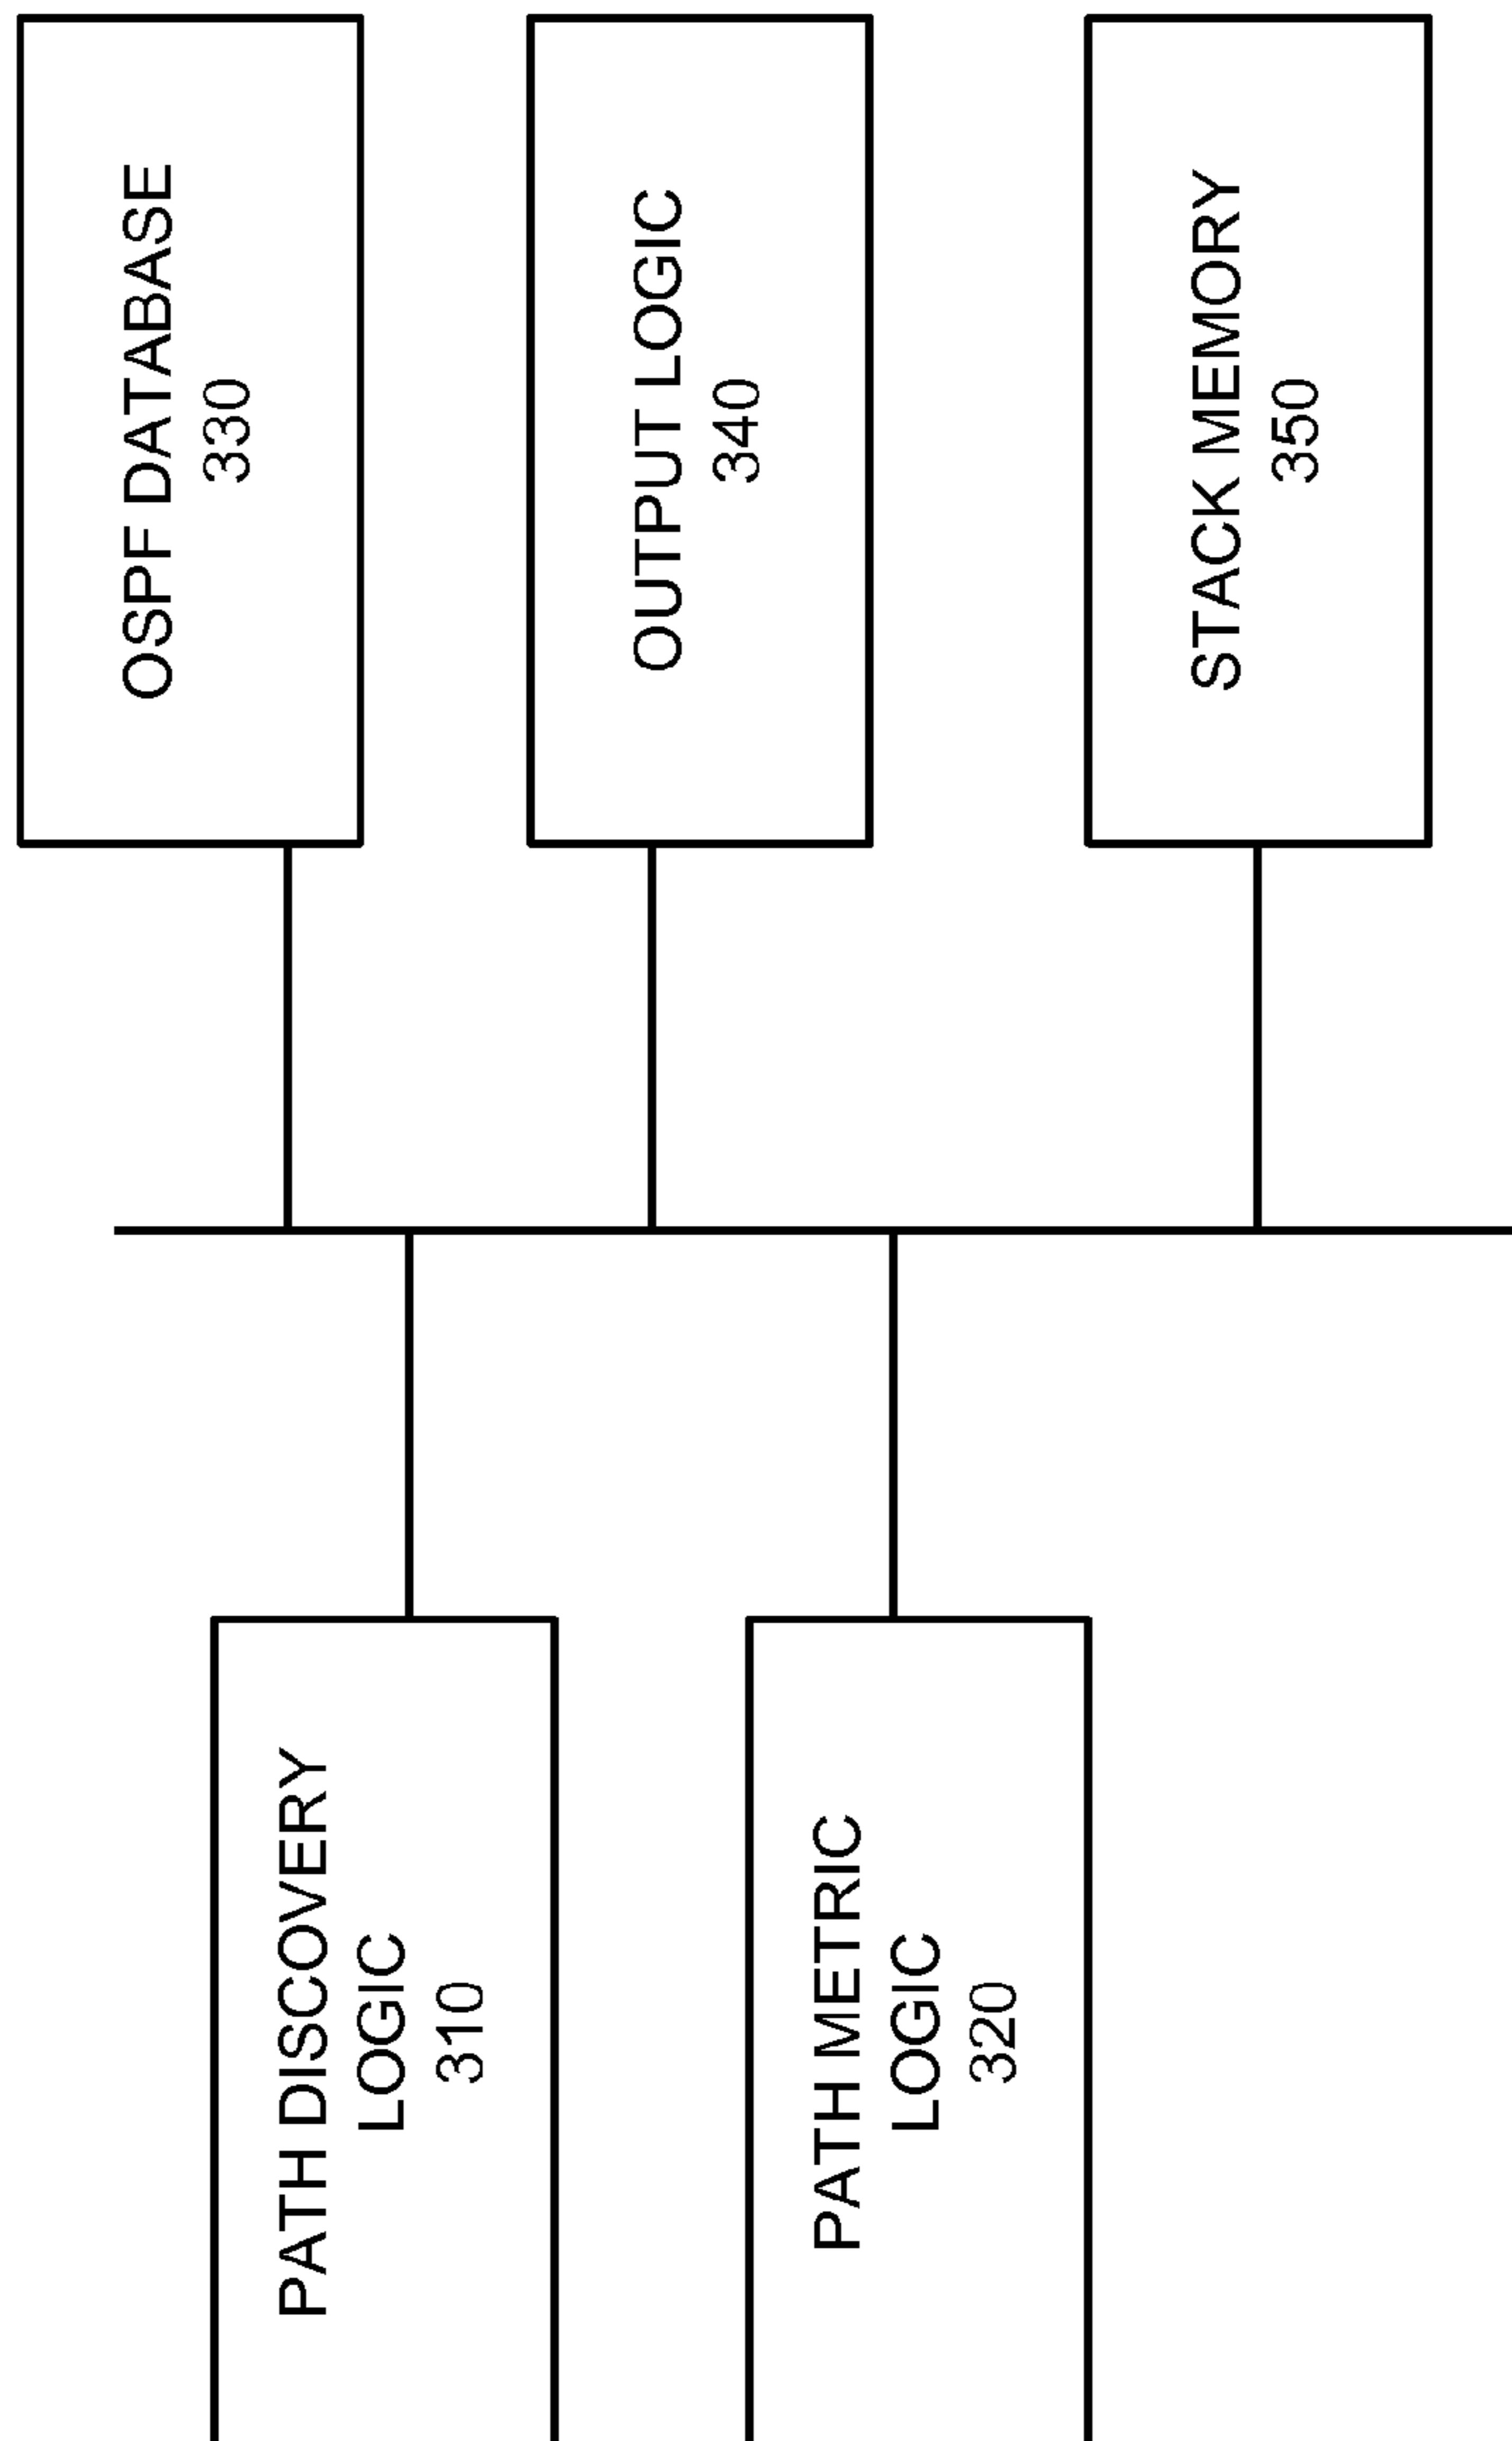 PATH DISCOVERY
LOGIC
310
OSPF DATABASE
330
PATH METRIC
LOGIC
320
OUTPUT LOGIC
340
STACK MEMORY
350